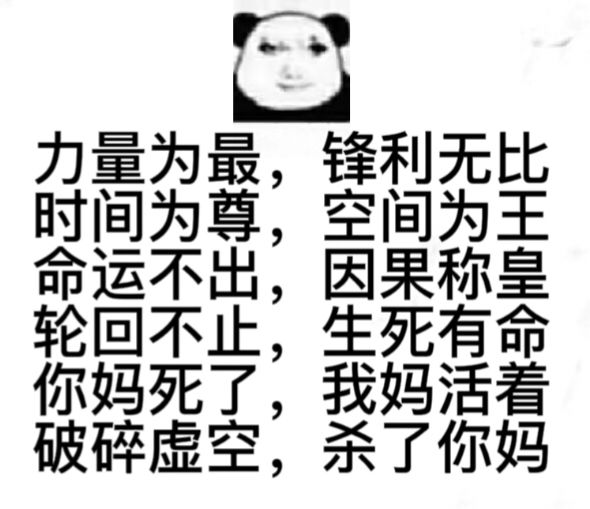 力量为最，锋利无比
时间为尊，空间为王
命运不出，因果称皇
轮回不止，生死有命
你妈死了，我妈活着
破碎虚空，杀了你妈